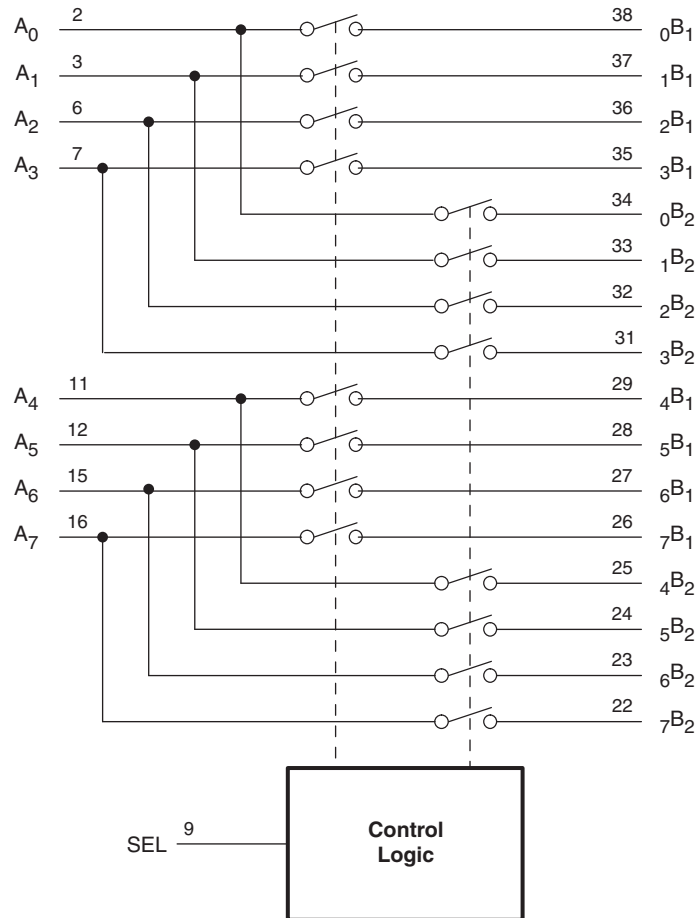 A0 2 38 0B1
A1 3 37 1B1
A2 6 36 2B1
A3 7 35 3B1
34 0B2
33 1B2
32 2B2
31 3B2
A4 11 29 4B1
A5 12 28 5B1
A6 15 27 6B1
A7 16 26 7B1
25 4B2
24 5B2
23 6B2
22 7B2
SEL 9
Control
Logic